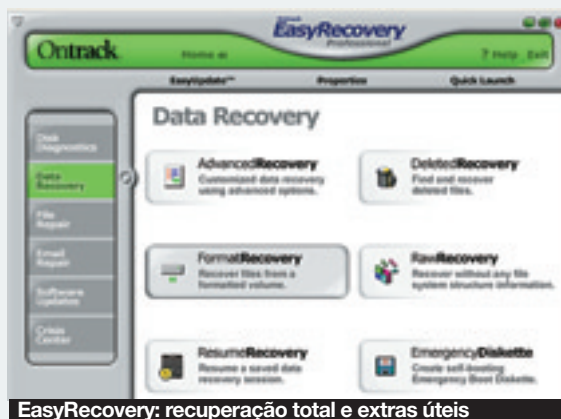 EasyRecovery
Professional
Ontrack
Home
? Help
Exit
EasyUpdate™
Properties
Quick Launch
Disk
Diagnostics
Data
Recovery
File
Repair
Email
Repair
Software
Updates
Crisis
Center
Data Recovery
AdvancedRecovery
Customized data recovery
using advanced options.
DeletedRecovery
Find and recover
deleted files.
FormatRecovery
Recover files from a
formatted volume.
RawRecovery
Recover without any file
system structure information.
ResumeRecovery
Resume a saved data
recovery session.
EmergencyDiskette
Create self-booting
Emergency Boot Diskette.
EasyRecovery: recuperação total e extras úteis